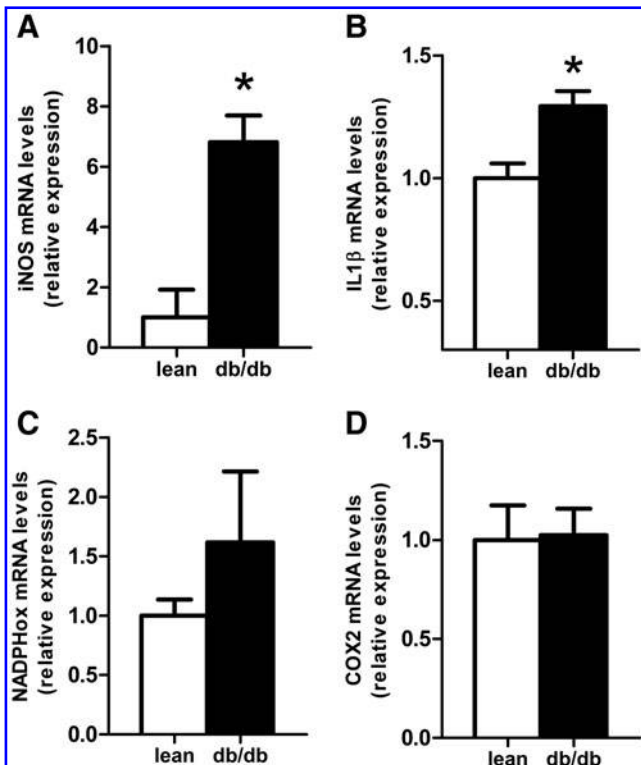 A
iNOS mRNA levels
(relative expression)
10
8
6
4
2
0
*
lean db/db
B
IL1β mRNA levels
(relative expression)
1.5
1.0
0.5
*
lean db/db
C
NADPHox mRNA levels
(relative expression)
2.5
2.0
1.5
1.0
0.5
0.0
lean db/db
D
COX2 mRNA levels
(relative expression)
1.5
1.0
0.5
0.0
lean db/db